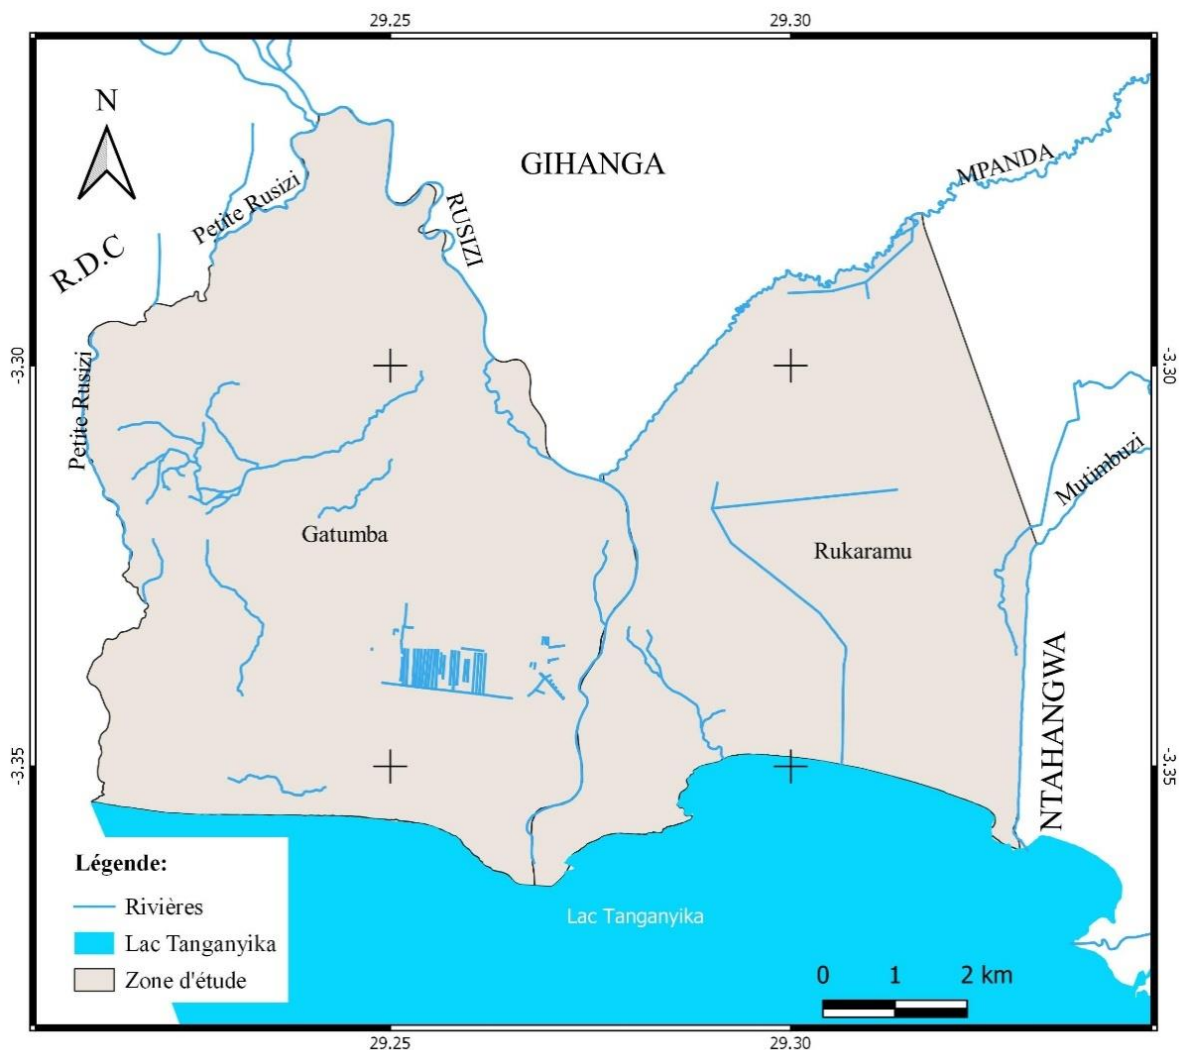 29.25
29.30
N
GIHANGA
MPANDA
Petite Rusizi
RUSIZI
R.D.C
-3.30
-3.30
Petite Rusizi
Mutimbuzi
Gatumba
Rukaramu
NTAHANGWA
-3.35
-3.35
Légende:
Rivières
Lac Tanganyika
Zone d'étude
Lac Tanganyika
0 1 2 km
29.25
29.30